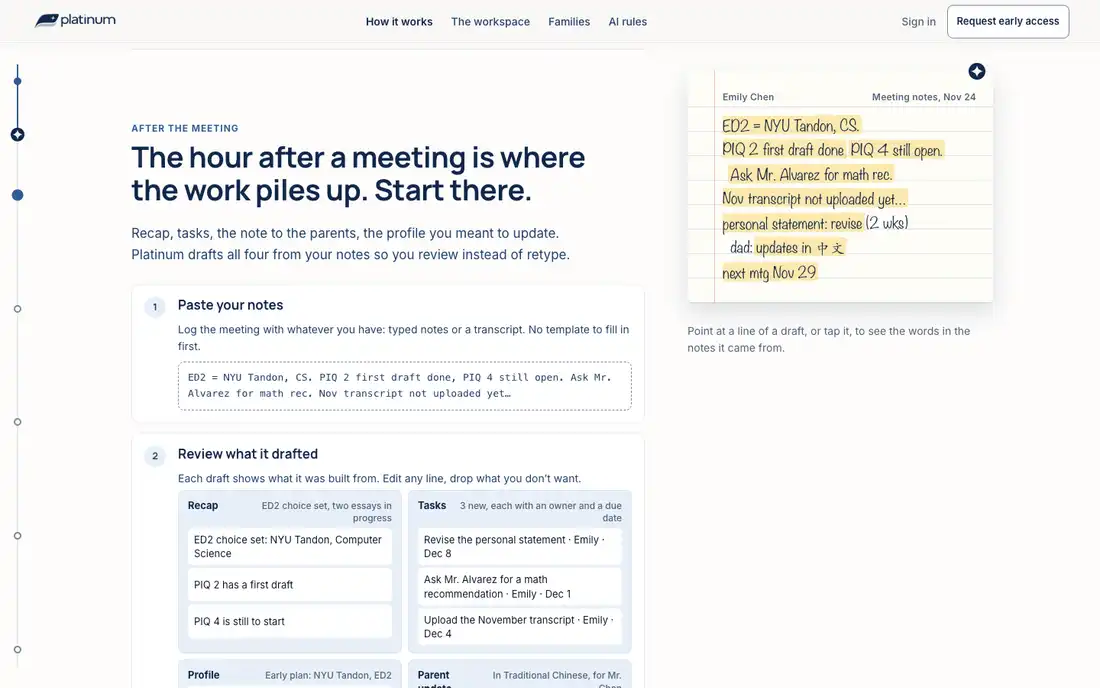 platinum
How it works
The workspace
Families
AI rules
Sign in
Request early access
AFTER THE MEETING
The hour after a meeting is where
the work piles up. Start there.
Recap, tasks, the note to the parents, the profile you meant to update.
Platinum drafts all four from your notes so you review instead of retype.
1
Paste your notes
Log the meeting with whatever you have: typed notes or a transcript. No template to fill in
first.
ED2 = NYU Tandon, CS. PIQ 2 first draft done, PIQ 4 still open. Ask Mr.
Alvarez for math rec. Nov transcript not uploaded yet…
2
Review what it drafted
Each draft shows what it was built from. Edit any line, drop what you don't want.
Recap
ED2 choice set, two essays in
progress
ED2 choice set: NYU Tandon, Computer
Science
PIQ 2 has a first draft
PIQ 4 is still to start
Tasks
3 new, each with an owner and a due
date
Revise the personal statement · Emily ·
Dec 8
Ask Mr. Alvarez for a math
recommendation · Emily · Dec 1
Upload the November transcript · Emily ·
Dec 4
Profile
Early plan: NYU Tandon, ED2
Parent
update
In Traditional Chinese, for Mr.
Chen
Emily Chen
Meeting notes, Nov 24
ED2 = NYU Tandon, CS.
PIQ 2 first draft done PIQ 4 still open.
Ask Mr. Alvarez for math rec.
Nov transcript not uploaded yet…
personal statement: revise (2 wks)
dad: updates in 中文
next mtg Nov 29
Point at a line of a draft, or tap it, to see the words in the
notes it came from.